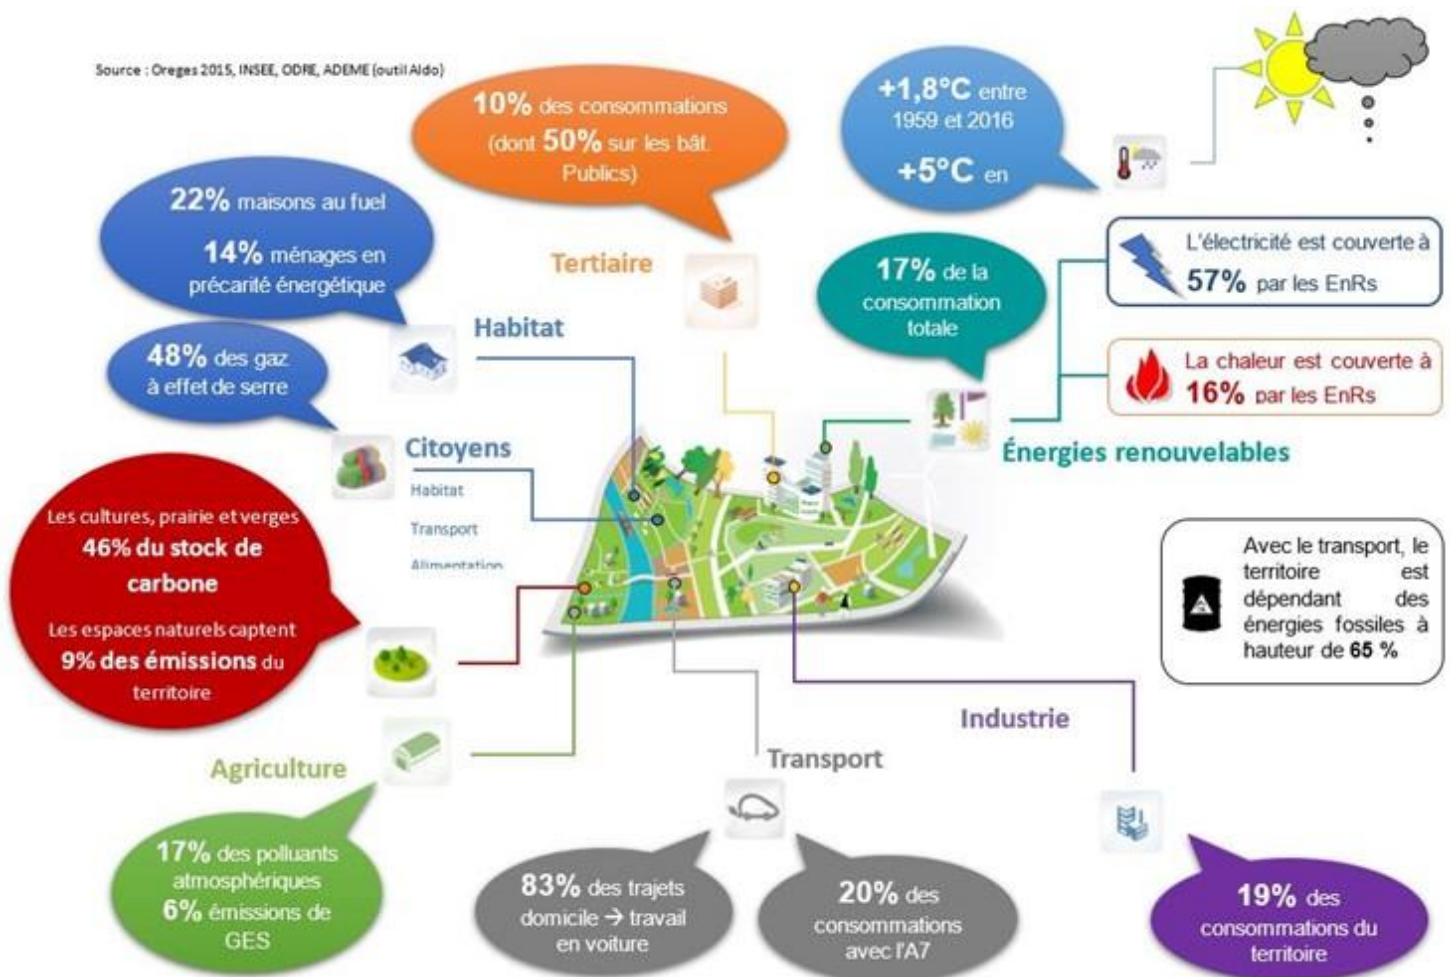 Source : Oreges 2015, INSEE, ODRE, ADEME (outil Aldo)
10% des consommations
(dont 50% sur les bât.
Publics)
+1,8°C entre
1959 et 2016
+5°C en
22% maisons au fuel
14% ménages en
précarité énergétique
Tertiaire
17% de la
consommation
totale
L'électricité est couverte à
57% par les EnRs
Habitat
48% des gaz
à effet de serre
La chaleur est couverte à
16% par les EnRs
Citoyens
Habitat
Transport
Alimentation
Énergies renouvelables
Les cultures, prairie et verges
46% du stock de
carbone
Les espaces naturels captent
9% des émissions du
territoire
Avec le transport, le
territoire est
dépendant des
énergies fossiles à
hauteur de 65 %
Industrie
Agriculture
Transport
17% des polluants
atmosphériques
6% émissions de
GES
83% des trajets
domicile → travail
en voiture
20% des
consommations
avec l'A7
19% des
consommations du
territoire